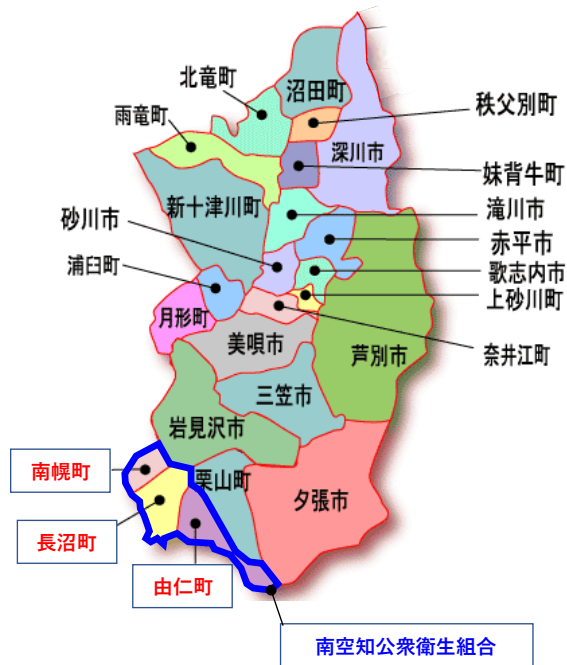 北竜町
沼田町
秩父別町
雨竜町
深川市
妹背牛町
新十津川町
滝川市
砂川市
赤平市
浦臼町
歌志内市
上砂川町
月形町
美唄市
芦別市
奈井江町
三笠市
岩見沢市
南幌町
栗山町
夕張市
長沼町
由仁町
南空知公衆衛生組合